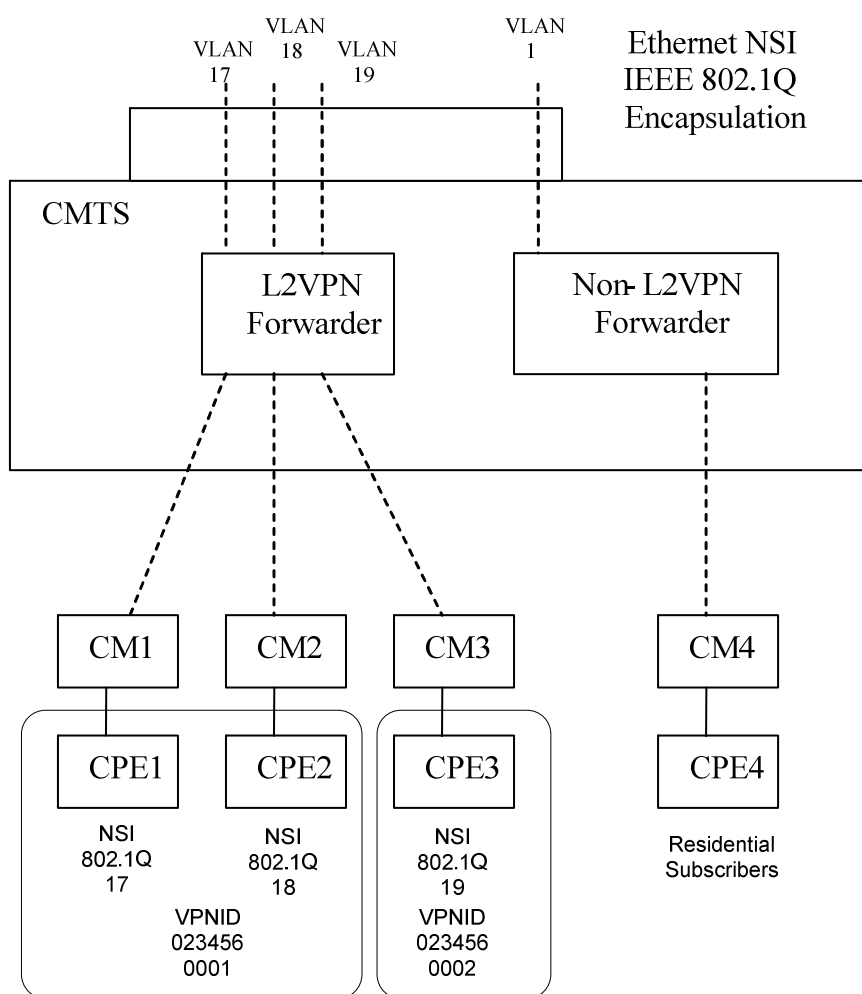 VLAN
17
VLAN
18
VLAN
19
VLAN
1
Ethernet NSI
IEEE 802.1Q
Encapsulation
CMTS
L2VPN
Forwarder
Non- L2VPN
Forwarder
CM1
CM2
CM3
CM4
CPE1
CPE2
CPE3
CPE4
NSI
802.1Q
17
NSI
802.1Q
18
NSI
802.1Q
19
Residential
Subscribers
VPNID
023456
0001
VPNID
023456
0002